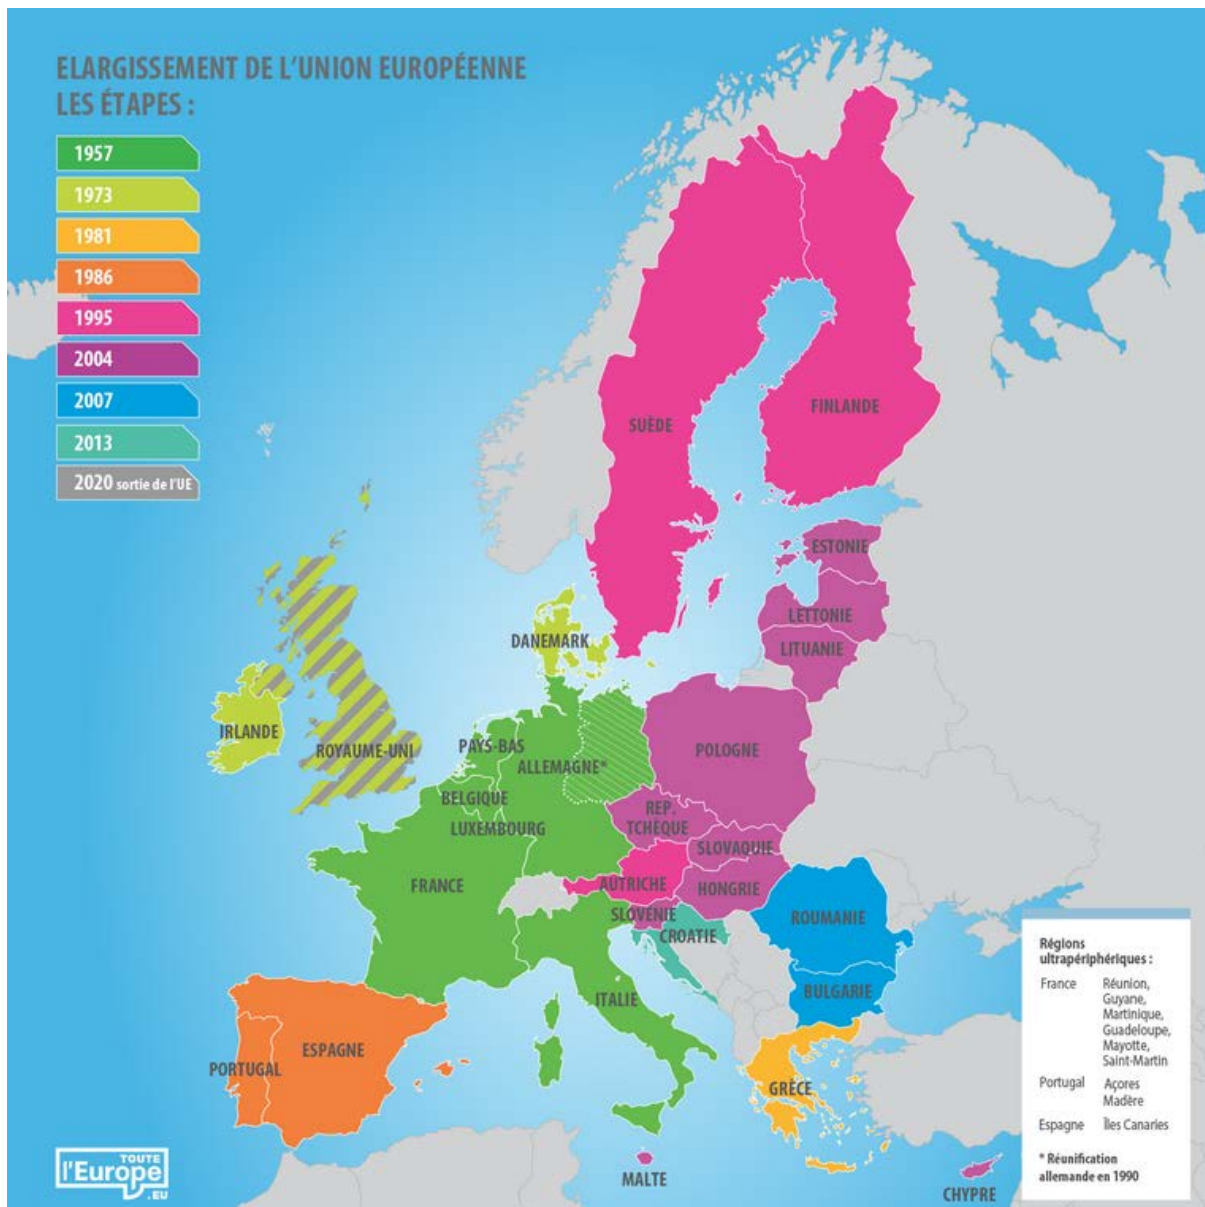 ELARGISSEMENT DE L'UNION EUROPÉENNE
LES ÉTAPES :
1957
1973
1981
1986
1995
2004
2007
2013
2020 sortie de l'UE
SUÈDE
FINLANDE
ESTONIE
LETTONIE
LITUANIE
DANEMARK
IRLANDE
ROYAUME-UNI
PAYS-BAS
ALLEMAGNE*
BELGIQUE
LUXEMBOURG
POLOGNE
REP.
TCHÈQUE
SLOVAQUIE
FRANCE
AUTRICHE
HONGRIE
SLOVÉNIE
CROATIE
ROUMANIE
BULGARIE
ITALIE
ESPAGNE
PORTUGAL
GRÈCE
MALTE
CHYPRE
Régions
ultrapériphériques :
France Réunion,
Guyane,
Martinique,
Guadeloupe,
Mayotte,
Saint-Martin
Portugal Açores
Madère
Espagne Îles Canaries
* Réunification
allemande en 1990
TOUTE
l'Europe
.EU